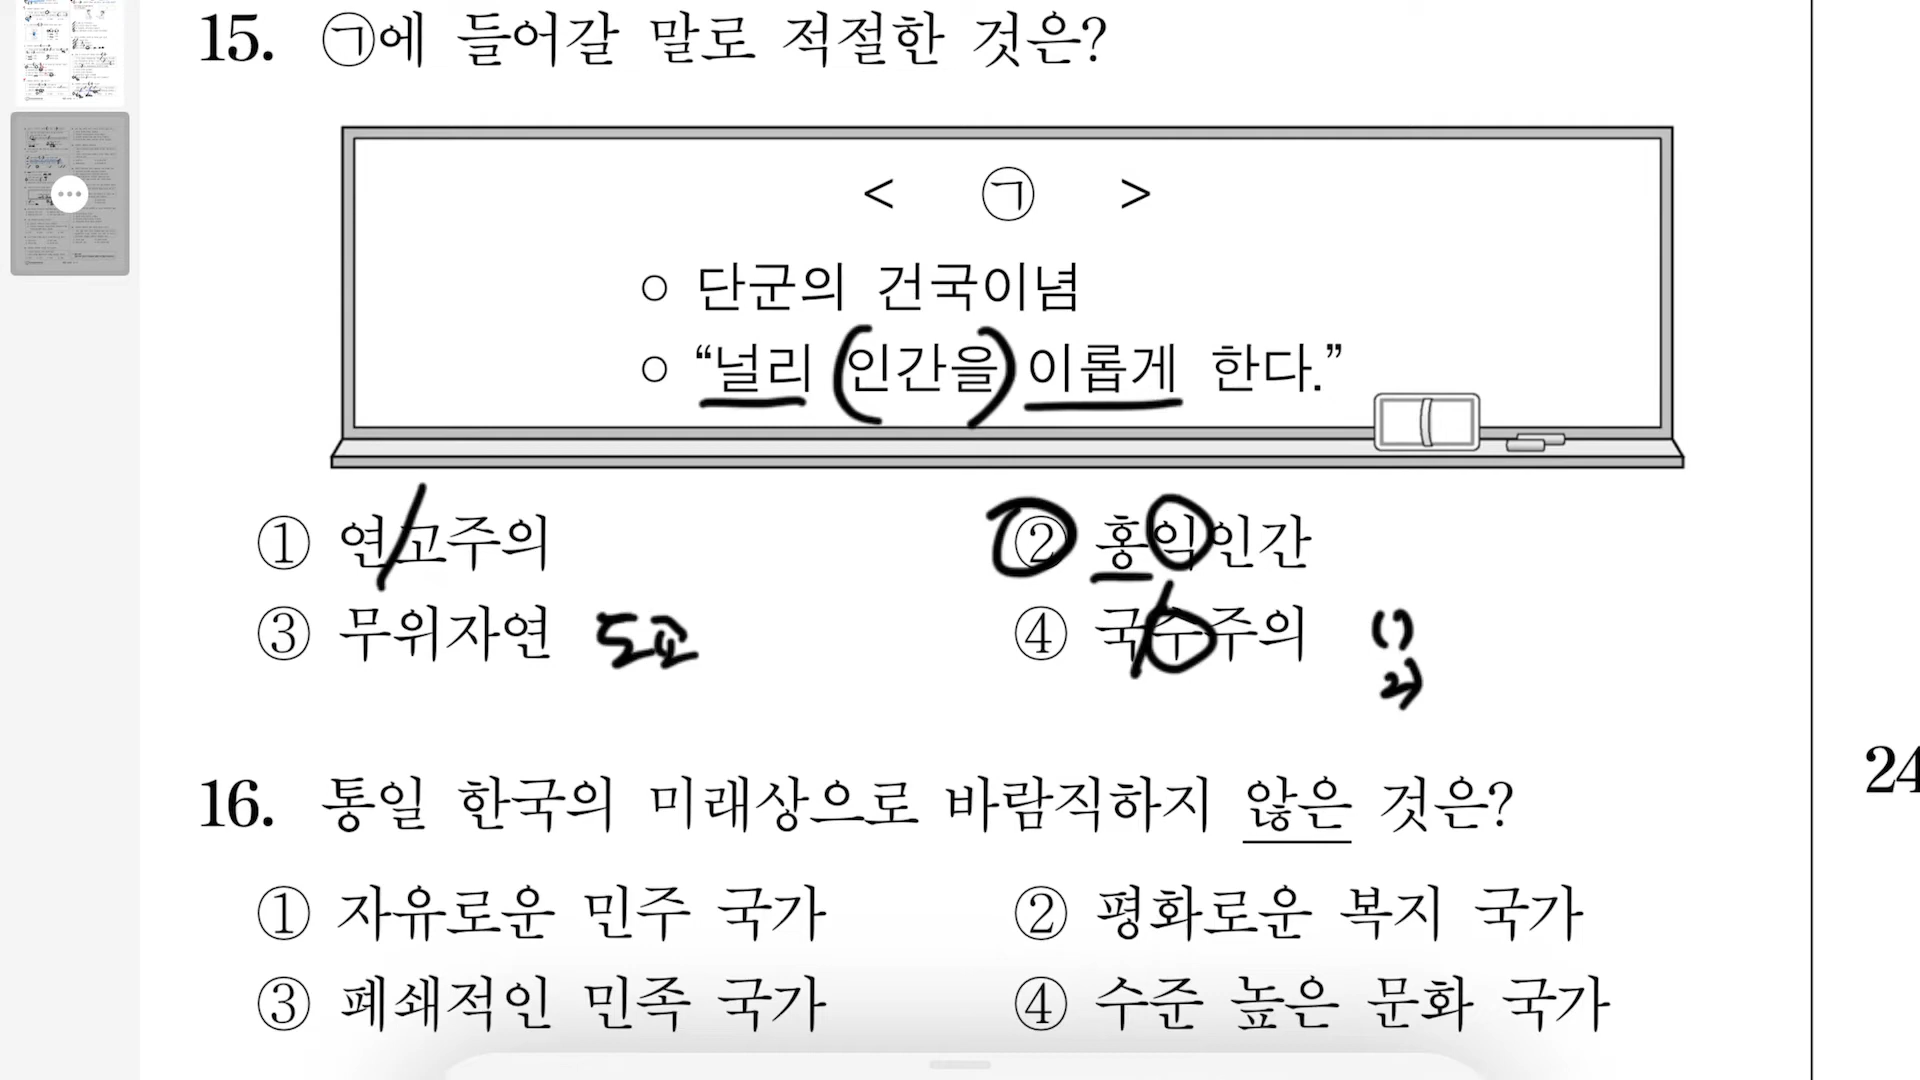 15. ㉠에 들어갈 말로 적절한 것은?
< ㉠ >
○ 단군의 건국이념
○ “널리 (인간을) 이롭게 한다.”
① 연고주의 ② 홍익인간
③ 무위자연 도교 ④ 국수주의
16. 통일 한국의 미래상으로 바람직하지 않은 것은?
① 자유로운 민주 국가 ② 평화로운 복지 국가
③ 폐쇄적인 민족 국가 ④ 수준 높은 문화 국가
24